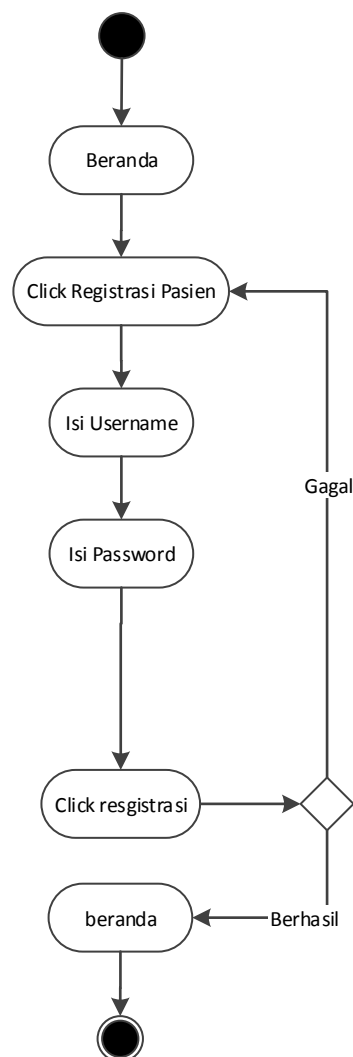 Beranda
Click Registrasi Pasien
Isi Username
Gagal
Isi Password
Click resgistrasi
beranda
Berhasil